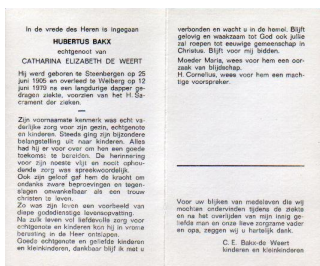 In de vrede des Heren is ingegaan
HUBERTUS BAKX
echtgenoot van
CATHARINA ELIZABETH DE WEERT
Hij werd geboren te Steenbergen op 25
juni 1905 en overleed te Welberg op 12
juni 1979 na een langdurige dapper ge-
dragen ziekte, voorzien van het H. Sa-
crament der zieken.
Zijn voornaamste kenmerk was echt va-
derlijke zorg voor zijn gezin, echtgenote
en kinderen. Steeds ging zijn bijzondere
belangstelling uit naar kinderen. Alles
had hij er voor over om hen een goede
toekomst te bereiden. De herinnering
voor zijn noeste vlijt en nooit ophou-
dende zorg was spreekwoordelijk.
Ook zijn geloof gaf hem de kracht om
ondanks zware beproevingen en tegen-
slagen onwankelbaar als een trouw
christen te leven.
Zo was zijn leven een voorbeeld van
diepe godsdienstige levensopvatting.
Na zulk leven vol liefdevolle zorg voor
echtgenote en kinderen kon hij in vrome
berusting in de Heer ontslapen.
Goede echtgenote en geliefde kinderen
en kleinkinderen, dankbaar blijf ik met u
verbonden en wacht u in de hemel. Blijft
gelovig en waakzaam tot God ook jullie
zal roepen tot eeuwige gemeenschap in
Christus. Blijft voor mij bidden.
Moeder Maria, wees voor hem een oor-
zaak van blijdschap.
H. Cornelius, wees voor hem een mach-
tige voorspreker.
Voor uw blijken van medeleven die wij
mochten ondervinden tijdens de ziekte
en na het overlijden van mijn innig ge-
liefde man en onze lieve zorgzame vader
en opa, zeggen wij u hartelijk dank.
C. E. Bakx-de Weert
kinderen en kleinkinderen